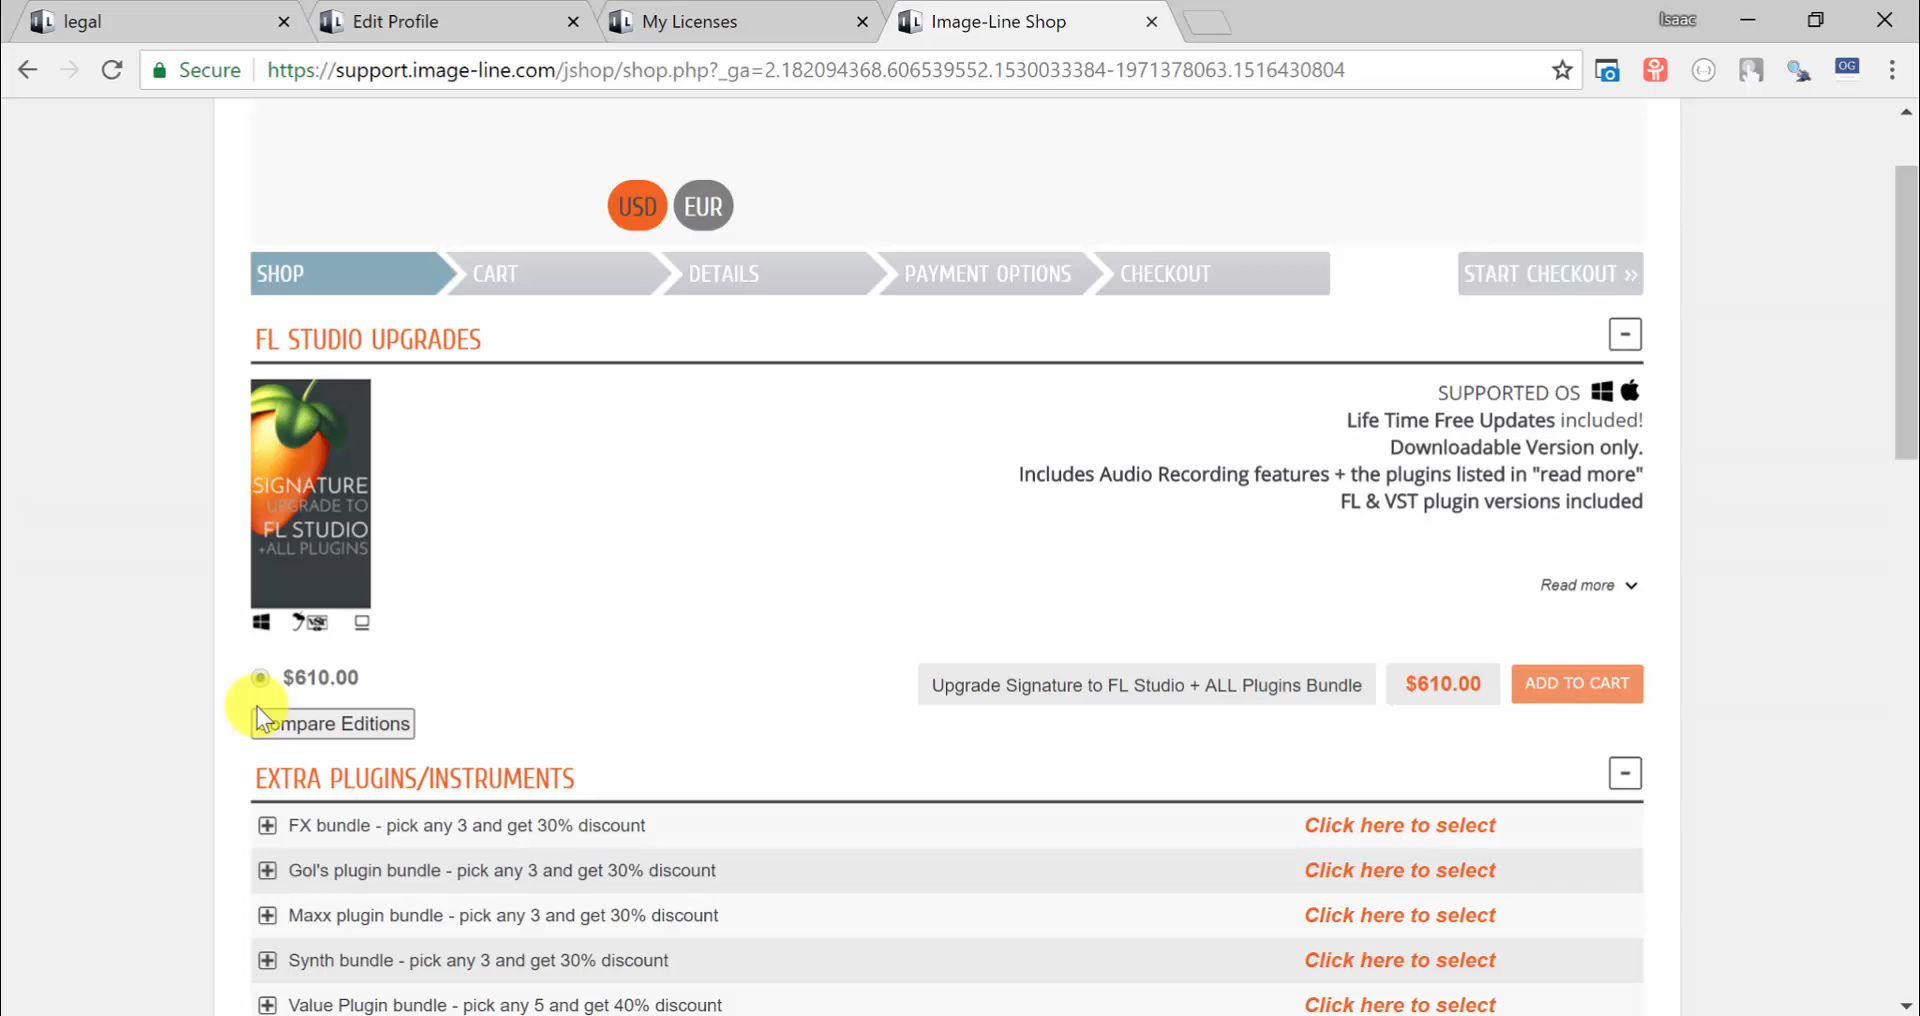 legal
Edit Profile
My Licenses
Image-Line Shop
Isaac
Secure
https://support.image-line.com/jshop/shop.php?_ga=2.182094368.606539552.1530033384-1971378063.1516430804
OG
USD
EUR
SHOP
CART
DETAILS
PAYMENT OPTIONS
CHECKOUT
START CHECKOUT »
FL STUDIO UPGRADES
SIGNATURE
UPGRADE TO
FL STUDIO
+ALL PLUGINS
SUPPORTED OS
Life Time Free Updates included!
Downloadable Version only.
Includes Audio Recording features + the plugins listed in "read more"
FL & VST plugin versions included
Read more
VST
$610.00
Upgrade Signature to FL Studio + ALL Plugins Bundle
$610.00
ADD TO CART
Compare Editions
EXTRA PLUGINS/INSTRUMENTS
FX bundle - pick any 3 and get 30% discount
Click here to select
Gol's plugin bundle - pick any 3 and get 30% discount
Click here to select
Maxx plugin bundle - pick any 3 and get 30% discount
Click here to select
Synth bundle - pick any 3 and get 30% discount
Click here to select
Value Plugin bundle - pick any 5 and get 40% discount
Click here to select